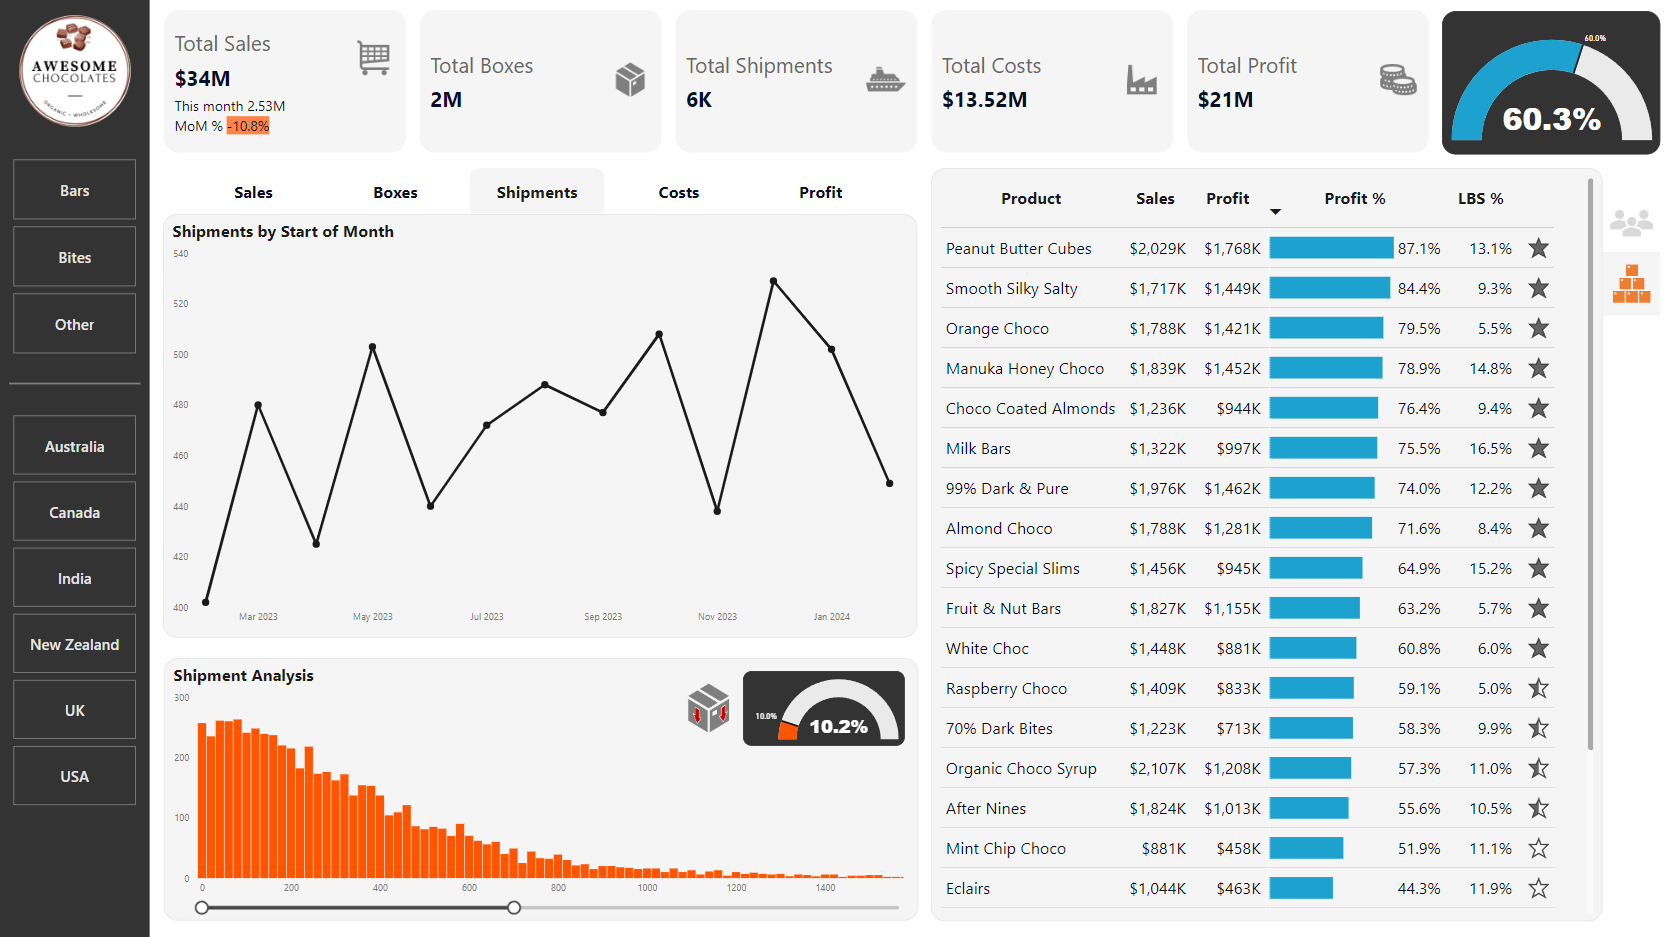 AWESOME
CHOCOLATES
ORGANIC - WHOLESOME
Bars
Bites
Other
Australia
Canada
India
New Zealand
UK
USA
Total Sales
$34M
This month 2.53M
MoM % -10.8%
Total Boxes
2M
Total Shipments
6K
Total Costs
$13.52M
Total Profit
$21M
60.0%
60.3%
Sales Boxes Shipments Costs Profit
Shipments by Start of Month
540
520
500
480
460
440
420
400
Mar 2023 May 2023 Jul 2023 Sep 2023 Nov 2023 Jan 2024
Shipment Analysis
10.0%
10.2%
300
200
100
0
0 200 400 600 800 1000 1200 1400
Product Sales Profit Profit % LBS %
Peanut Butter Cubes $2,029K $1,768K 87.1% 13.1%
Smooth Silky Salty $1,717K $1,449K 84.4% 9.3%
Orange Choco $1,788K $1,421K 79.5% 5.5%
Manuka Honey Choco $1,839K $1,452K 78.9% 14.8%
Choco Coated Almonds $1,236K $944K 76.4% 9.4%
Milk Bars $1,322K $997K 75.5% 16.5%
99% Dark & Pure $1,976K $1,462K 74.0% 12.2%
Almond Choco $1,788K $1,281K 71.6% 8.4%
Spicy Special Slims $1,456K $945K 64.9% 15.2%
Fruit & Nut Bars $1,827K $1,155K 63.2% 5.7%
White Choc $1,448K $881K 60.8% 6.0%
Raspberry Choco $1,409K $833K 59.1% 5.0%
70% Dark Bites $1,223K $713K 58.3% 9.9%
Organic Choco Syrup $2,107K $1,208K 57.3% 11.0%
After Nines $1,824K $1,013K 55.6% 10.5%
Mint Chip Choco $881K $458K 51.9% 11.1%
Eclairs $1,044K $463K 44.3% 11.9%